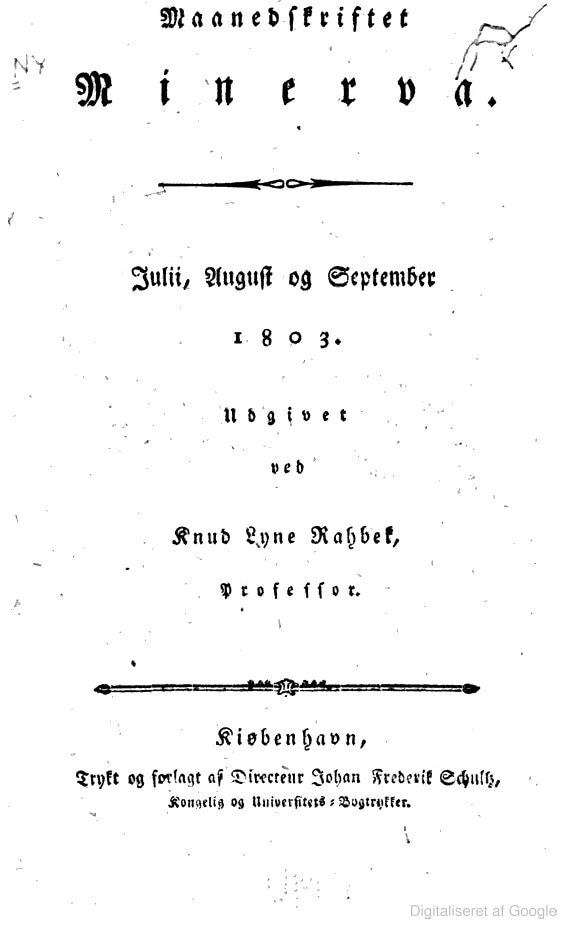 Maanedskriftet
Minerva.
NY
Julii, August og September
1803.
Udgivet
ved
Knud Lyne Rahbek,
Professor.
Kiøbenhavn,
Trykt og forlagt af Directeur Johan Frederik Schultz,
Kongelig og Universitets-Bogtrykker.
Digitaliseret af Google